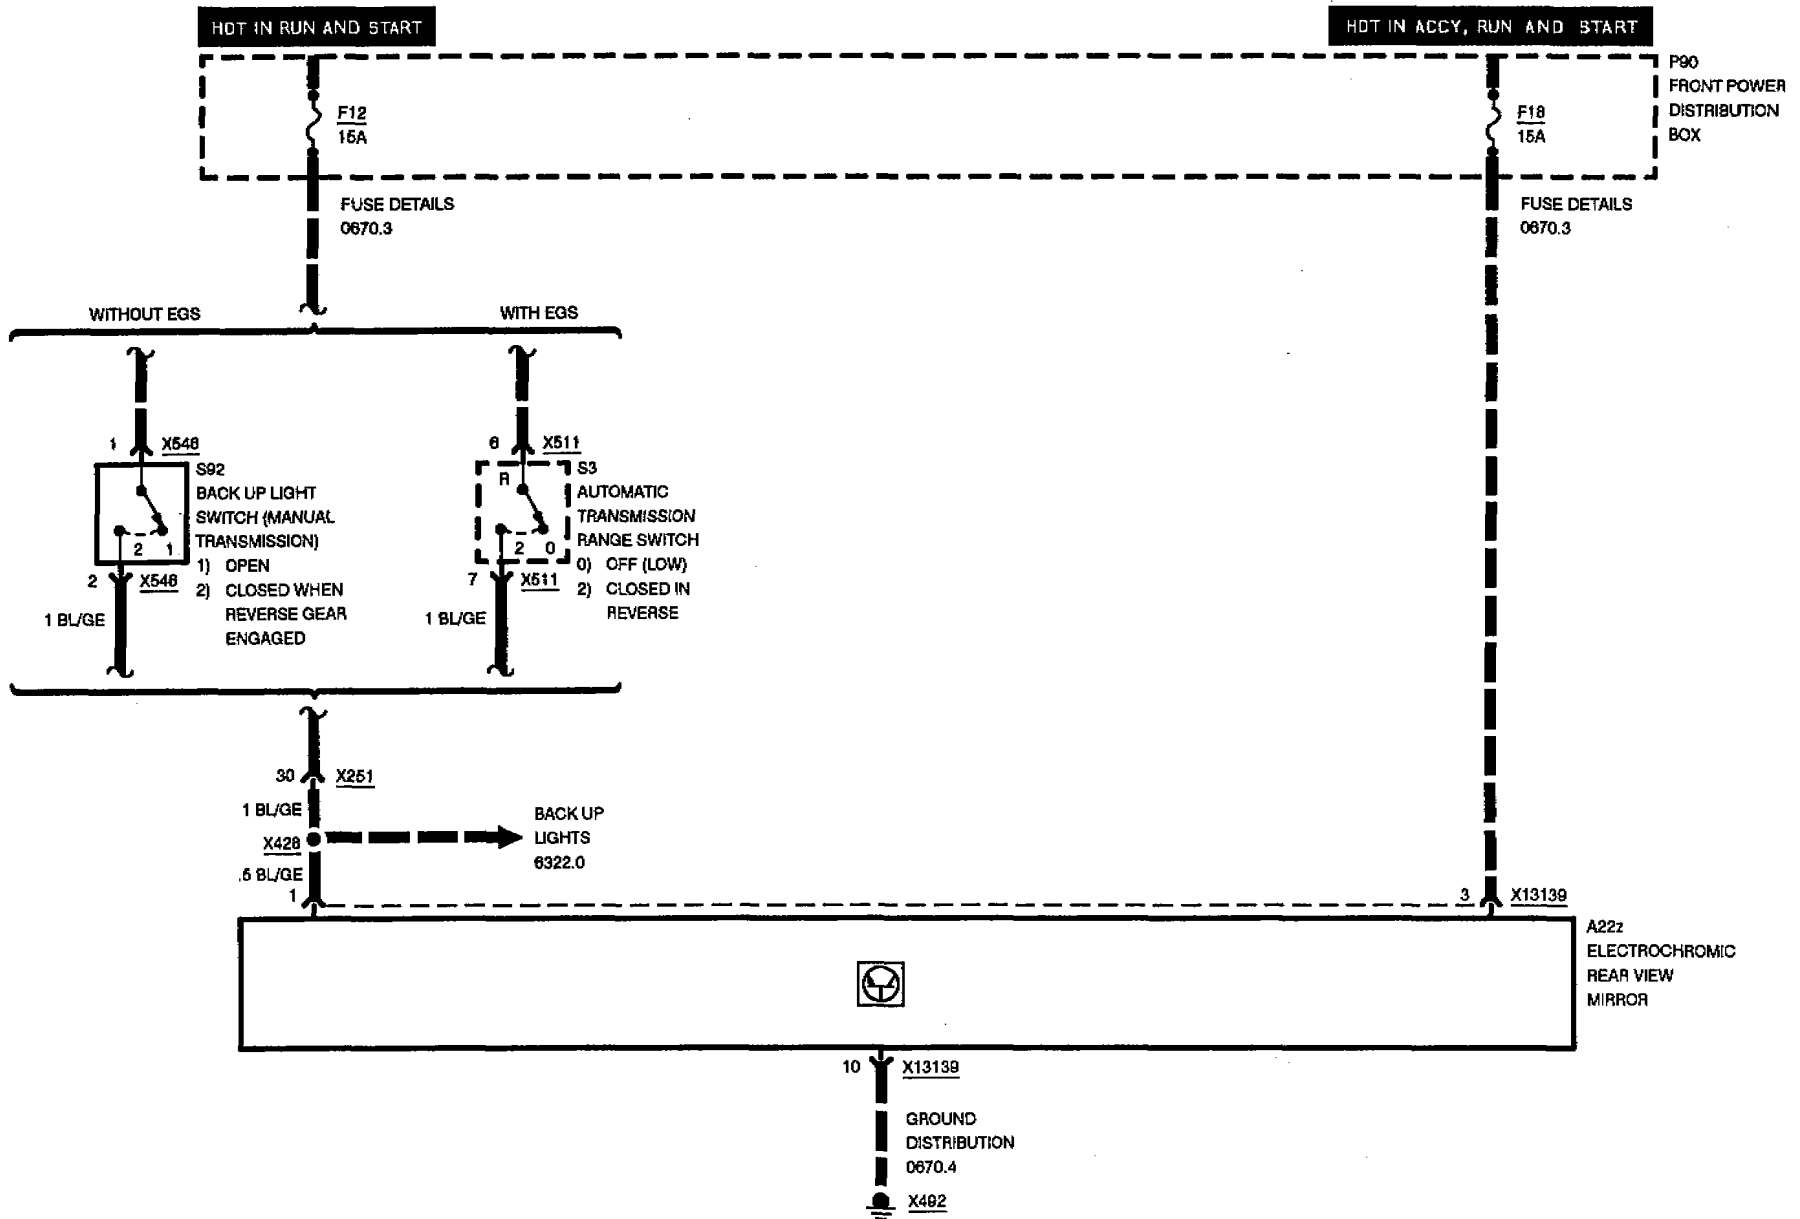 HOT IN RUN AND START
HOT IN ACCY, RUN AND START
P90
FRONT POWER
DISTRIBUTION
BOX
F12
15A
F18
15A
FUSE DETAILS
0670.3
FUSE DETAILS
0670.3
WITHOUT EGS
WITH EGS
1 X546
S92
BACK UP LIGHT
SWITCH (MANUAL
TRANSMISSION)
1) OPEN
2) CLOSED WHEN
REVERSE GEAR
ENGAGED
2 1
2 X546
1 BL/GE
6 X511
R
S3
AUTOMATIC
TRANSMISSION
RANGE SWITCH
0) OFF (LOW)
2) CLOSED IN
REVERSE
2 0
7 X511
1 BL/GE
30 X251
1 BL/GE
X428
BACK UP
LIGHTS
6322.0
.5 BL/GE
1
3 X13139
A22z
ELECTROCHROMIC
REAR VIEW
MIRROR
10 X13139
GROUND
DISTRIBUTION
0670.4
X492